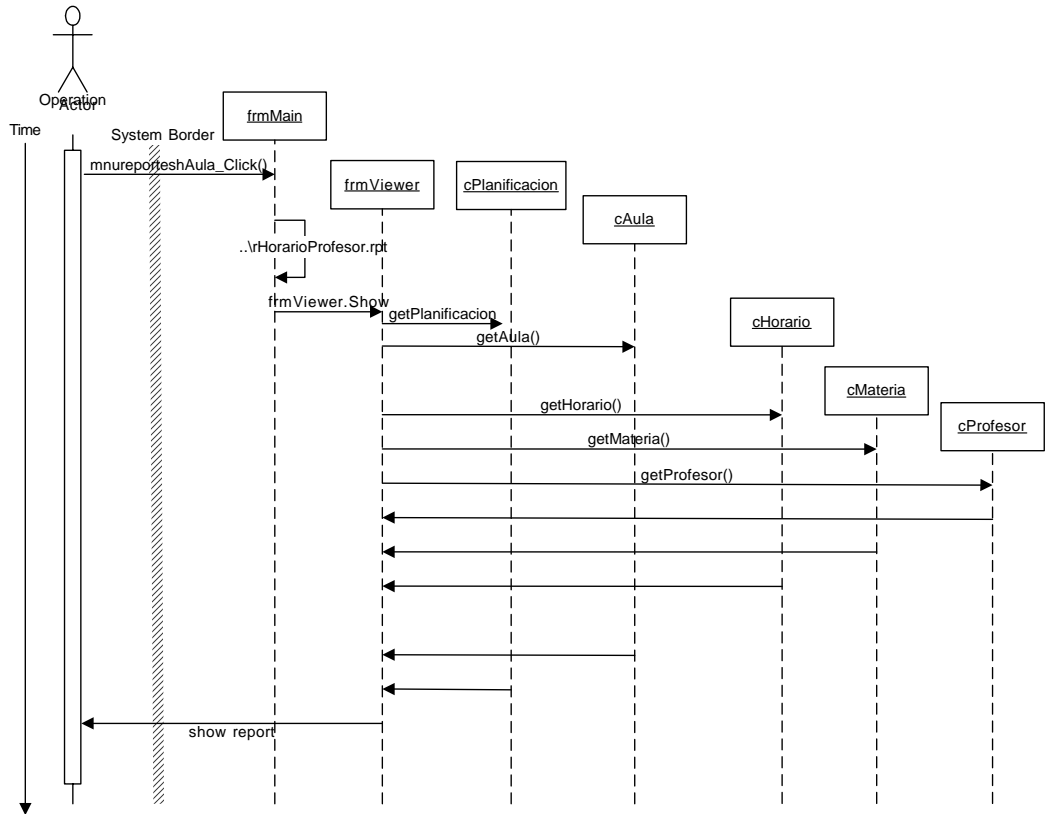 Operation
Actor
Time
System Border
frmMain
mnureporteshAula_Click()
frmViewer
cPlanificacion
cAula
..\rHorarioProfesor.rpt
frmViewer.Show
getPlanificacion
getAula()
cHorario
cMateria
getHorario()
cProfesor
getMateria()
getProfesor()
show report